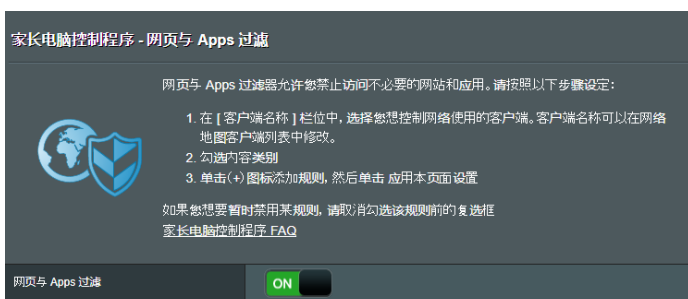 家长电脑控制程序 - 网页与 Apps 过滤
网页与 Apps 过滤器允许您禁止访问不必要的网站和应用。请按照以下步骤设定：
1. 在 [ 客户端名称 ] 栏位中, 选择您想控制网络使用的客户端。客户端名称可以在网络
地图客户端列表中修改。
2. 勾选内容类别
3. 单击(+) 图标添加规则, 然后单击 应用本页面设置
如果您想要暂时禁用某规则, 请取消勾选该规则前的复选框
家长电脑控制程序 FAQ
网页与 Apps 过滤
ON